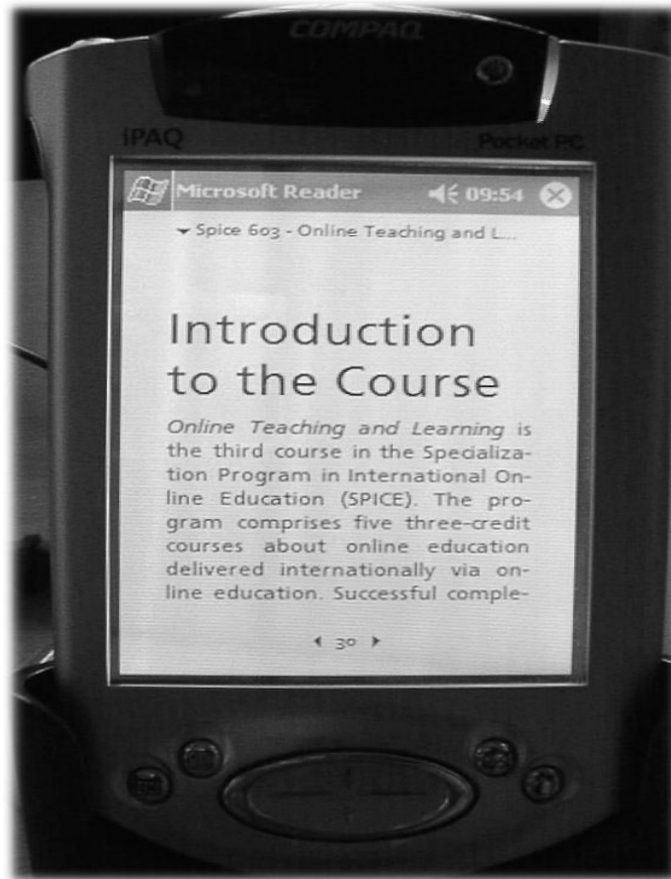 COMPAQ
iPAQ Pocket PC
Microsoft Reader 09:54
Spice 603 - Online Teaching and L...
Introduction
to the Course
Online Teaching and Learning is
the third course in the Specializa-
tion Program in International On-
line Education (SPICE). The pro-
gram comprises five three-credit
courses about online education
delivered internationally via on-
line education. Successful comple-
30